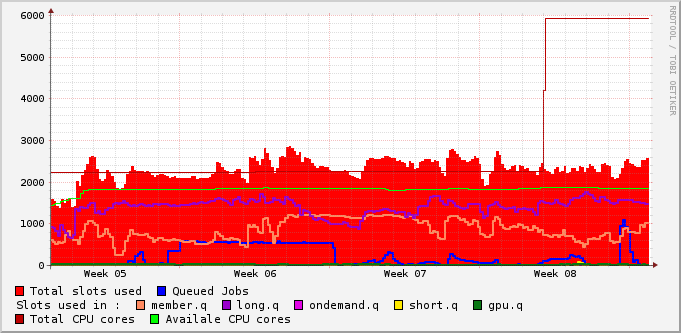 6000
5000
4000
3000
2000
1000
0
Week 05 Week 06 Week 07 Week 08
RRDTOOL / TOBI OETIKER
Total slots used Queued Jobs
Slots used in : member.q long.q ondemand.q short.q gpu.q
Total CPU cores Availale CPU cores